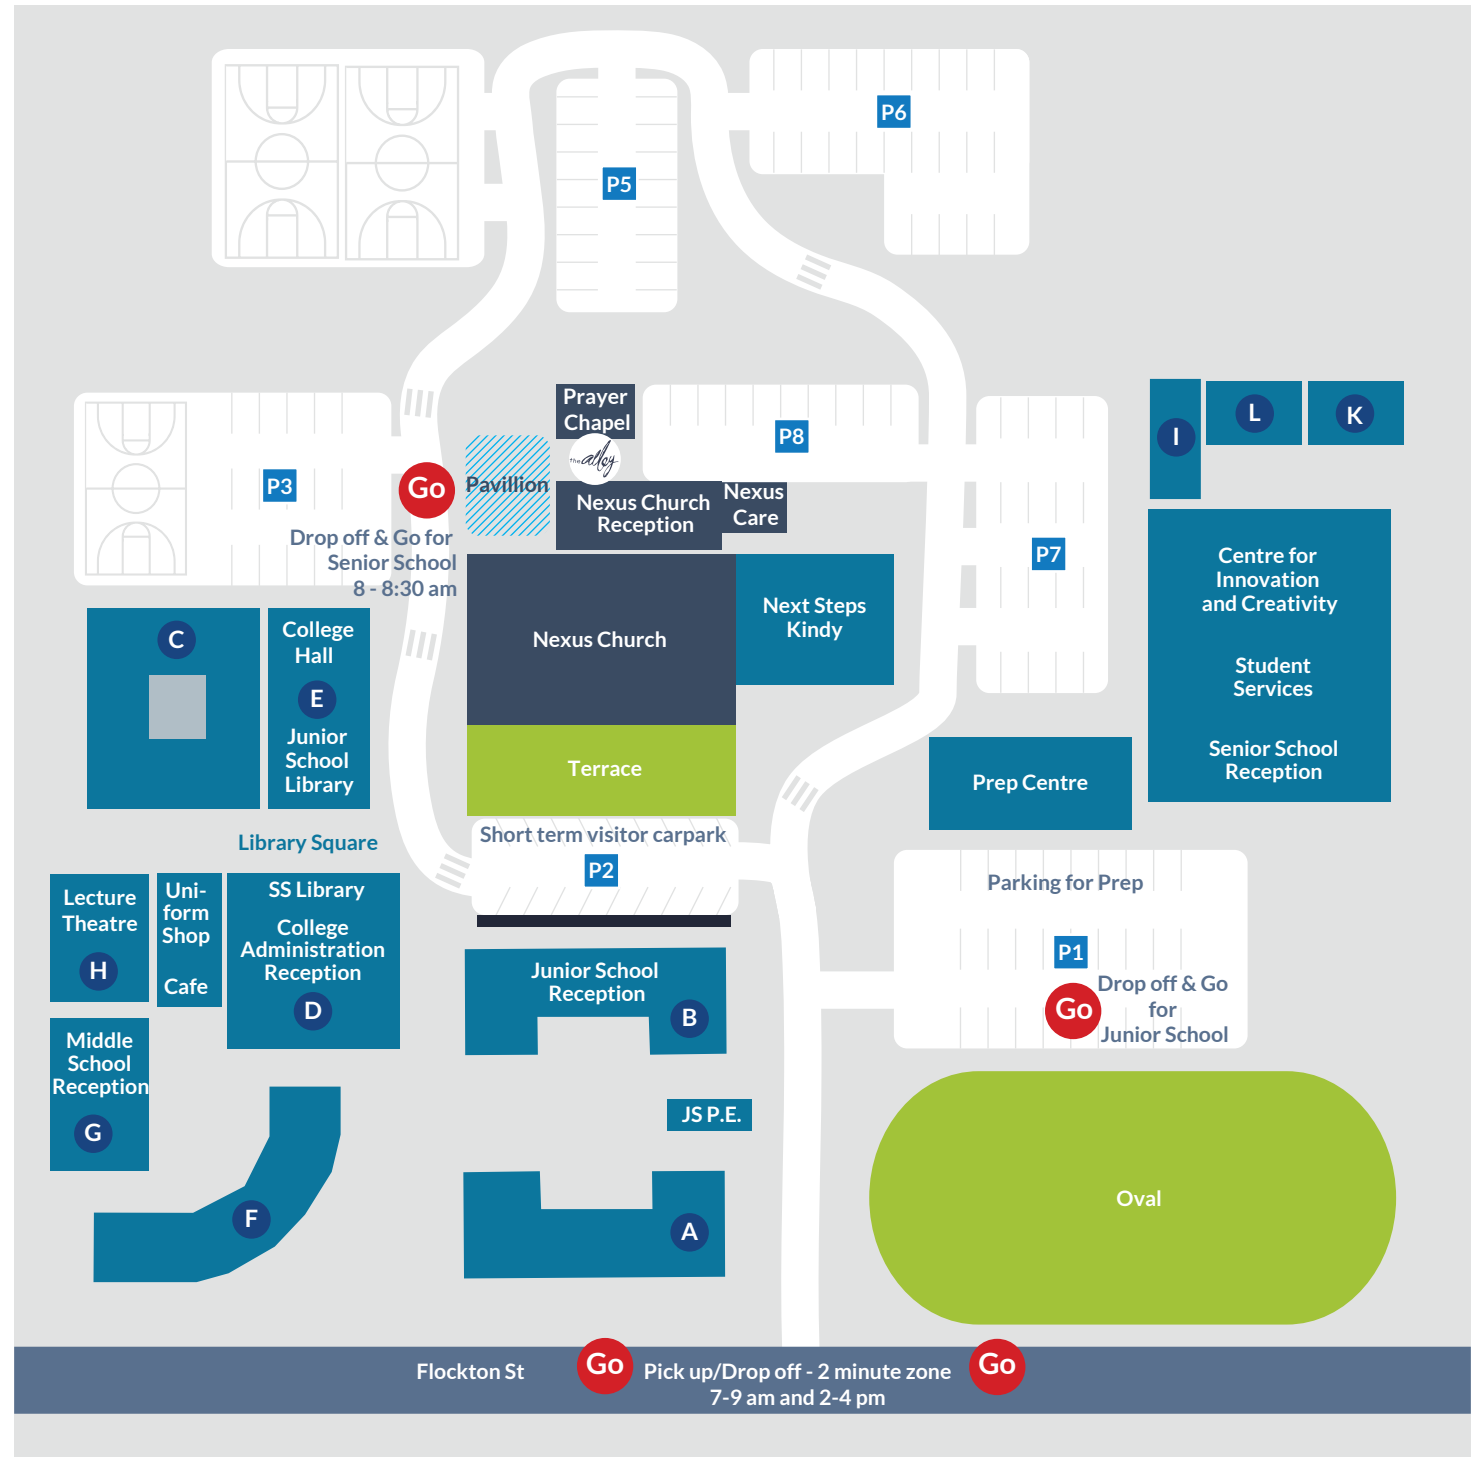 P6
P5
Prayer
Chapel
the alley
P8
L
K
I
P3
Go
Pavillion
Nexus Church
Reception
Nexus
Care
Drop off & Go for
Senior School
8 - 8:30 am
P7
Centre for
Innovation
and Creativity
Student
Services
Senior School
Reception
C
College
Hall
E
Junior
School
Library
Nexus Church
Next Steps
Kindy
Terrace
Prep Centre
Library Square
Short term visitor carpark
P2
Parking for Prep
P1
Go
Drop off & Go
for
Junior School
Lecture
Theatre
H
Uni-
form
Shop
Cafe
SS Library
College
Administration
Reception
D
Junior School
Reception
B
Middle
School
Reception
G
JS P.E.
F
A
Oval
Flockton St
Go
Pick up/Drop off - 2 minute zone
7-9 am and 2-4 pm
Go